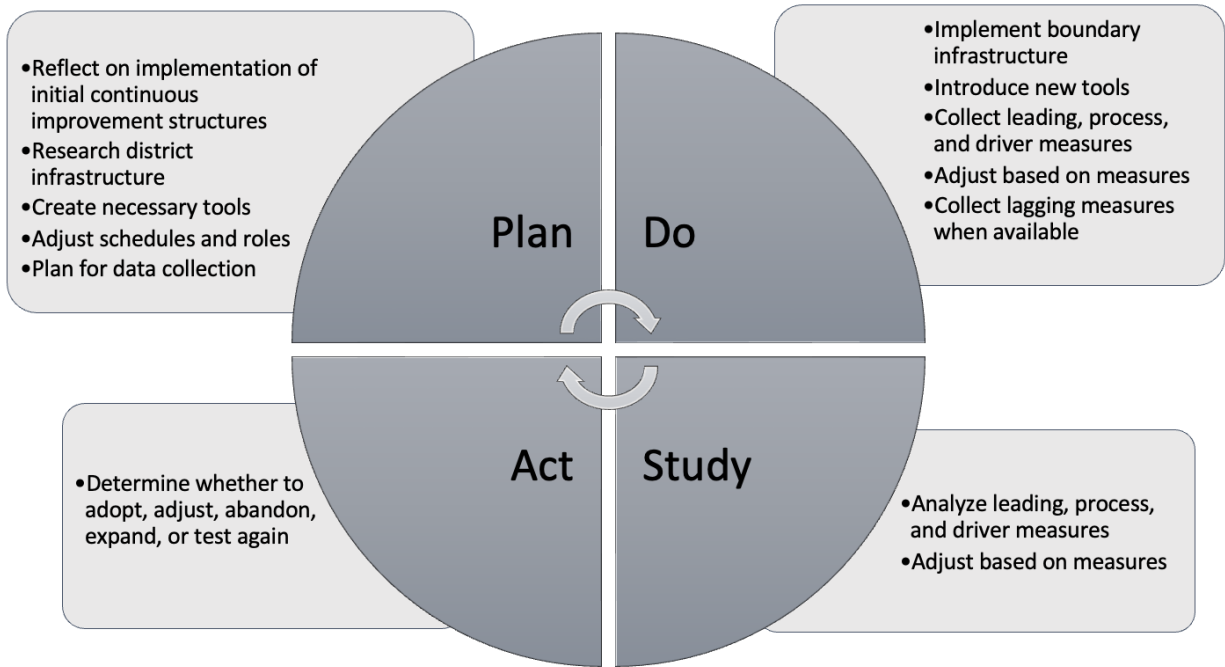 •Reflect on implementation of
initial continuous
improvement structures
•Research district
infrastructure
•Create necessary tools
•Adjust schedules and roles
•Plan for data collection
Plan
•Implement boundary
infrastructure
•Introduce new tools
•Collect leading, process,
and driver measures
•Adjust based on measures
•Collect lagging measures
when available
Do
•Determine whether to
adopt, adjust, abandon,
expand, or test again
Act
Study
•Analyze leading, process,
and driver measures
•Adjust based on measures